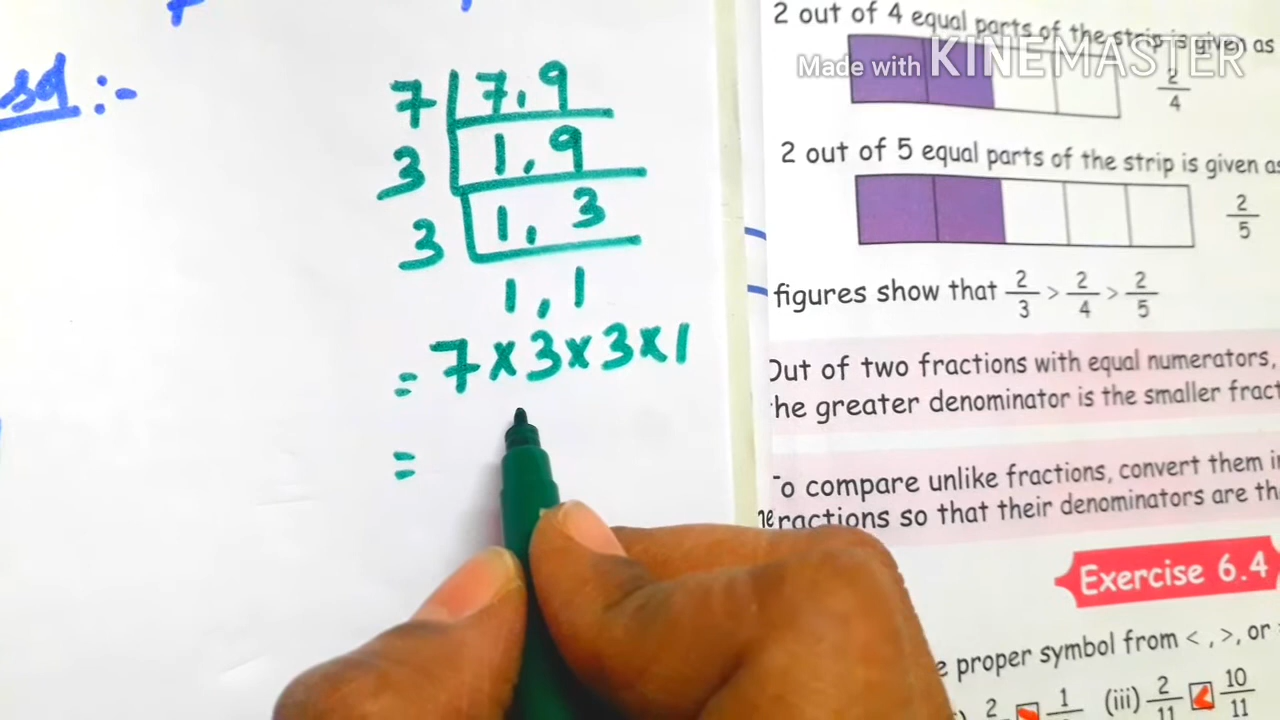 7 | 7, 9
3 | 1, 9
3 | 1, 3
1, 1
= 7 × 3 × 3 × 1
=
2 out of 4 equal parts of the strip is given as
2/4
Made with KINEMASTER
2 out of 5 equal parts of the strip is given as
2/5
figures show that 2/3 > 2/4 > 2/5
Out of two fractions with equal numerators,
he greater denominator is the smaller fract
To compare unlike fractions, convert them i
ractions so that their denominators are th
Exercise 6.4
e proper symbol from < , >, or
2 1 (iii) 2/11 < 10/11